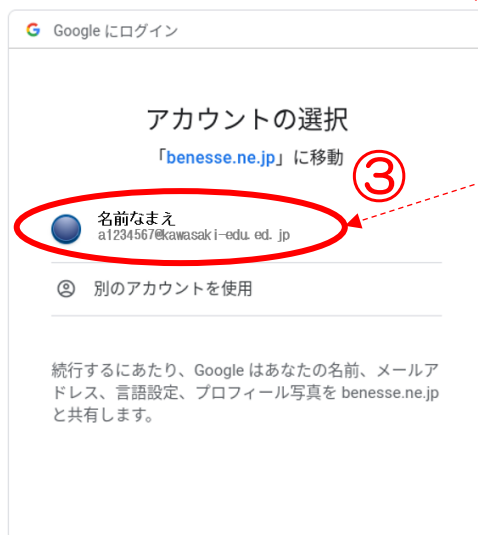 Google にログイン
アカウントの選択
「benesse.ne.jp」に移動
③
名前なまえ
a1234567@kawasaki-edu.ed.jp
別のアカウントを使用
続行するにあたり、Google はあなたの名前、メールア
ドレス、言語設定、プロフィール写真を benesse.ne.jp
と共有します。